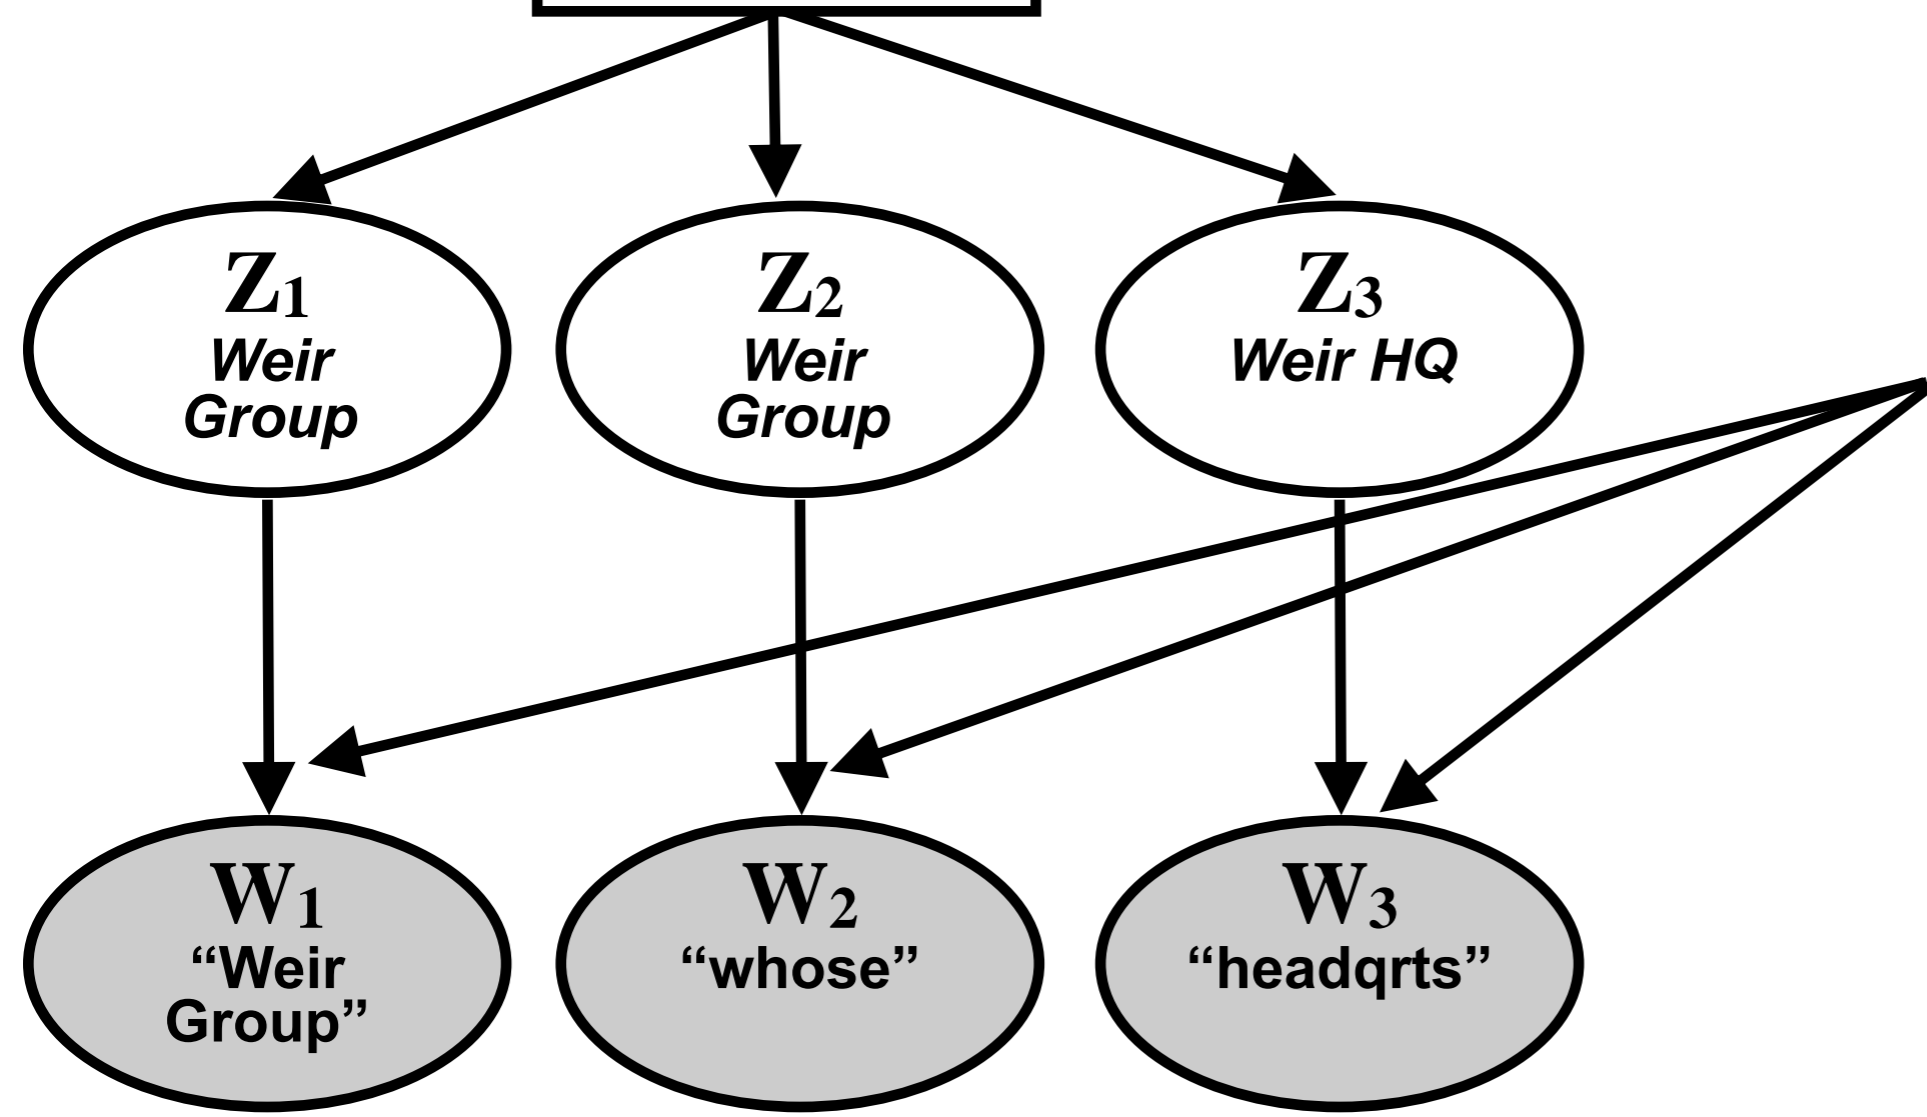 Z1
Z2
Z3
Weir
Group
Weir
Group
Weir HQ
W1
W2
W3
“Weir
Group”
“whose”
“headqrts”